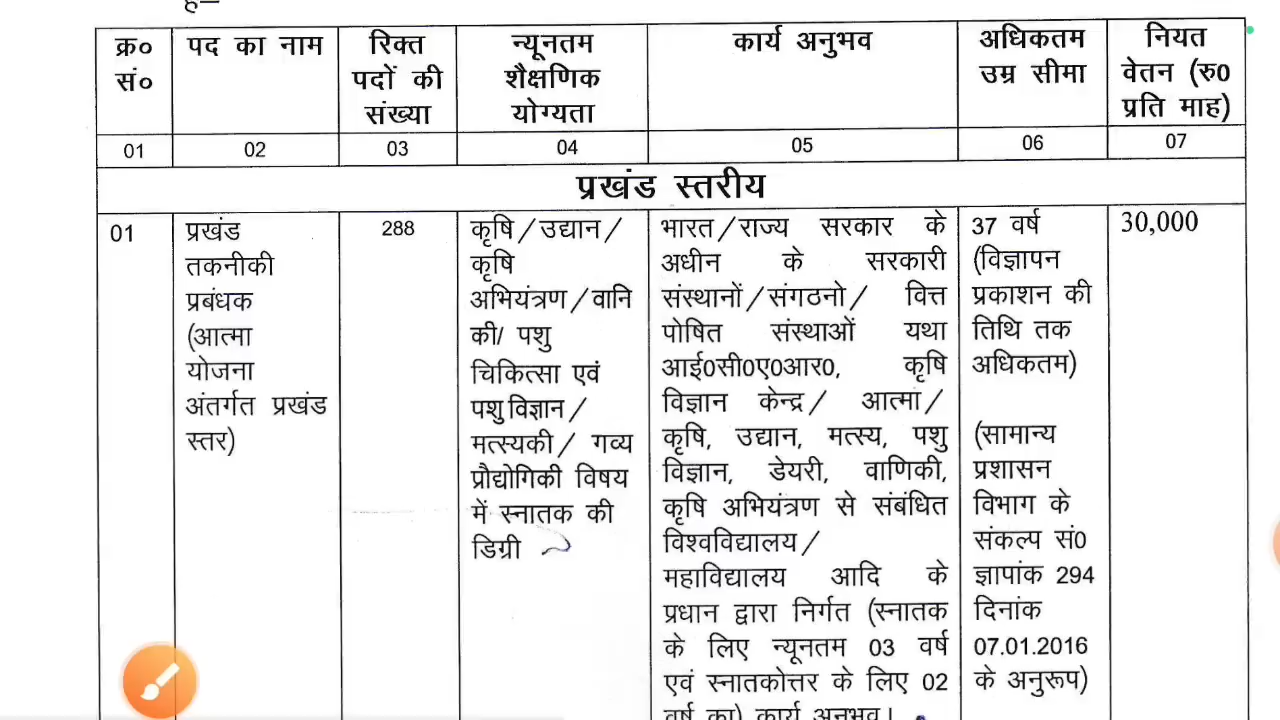 है–
क्र० सं०
पद का नाम
रिक्त पदों की संख्या
न्यूनतम शैक्षणिक योग्यता
कार्य अनुभव
अधिकतम उम्र सीमा
नियत वेतन (रु0 प्रति माह)
01 02 03 04 05 06 07
प्रखंड स्तरीय
01
प्रखंड
तकनीकी
प्रबंधक
(आत्मा
योजना
अंतर्गत प्रखंड
स्तर)
288
कृषि/उद्यान/
कृषि
अभियंत्रण/वानि
की/ पशु
चिकित्सा एवं
पशु विज्ञान/
मत्स्यकी/ गव्य
प्रौद्योगिकी विषय
में स्नातक की
डिग्री
भारत/राज्य सरकार के
अधीन के सरकारी
संस्थानों/संगठनो/ वित्त
पोषित संस्थाओं यथा
आई0सी0ए0आर0, कृषि
विज्ञान केन्द्र/ आत्मां/
कृषि, उद्यान, मत्स्य, पशु
विज्ञान, डेयरी, वाणिकी,
कृषि अभियंत्रण से संबंधित
विश्वविद्यालय/
महाविद्यालय आदि के
प्रधान द्वारा निर्गत (स्नातक
के लिए न्यूनतम 03 वर्ष
एवं स्नातकोत्तर के लिए 02
वर्ष का) कार्य अनुभव।
37 वर्ष
(विज्ञापन
प्रकाशन की
तिथि तक
अधिकतम)
(सामान्य
प्रशासन
विभाग के
संकल्प सं0
ज्ञापांक 294
दिनांक
07.01.2016
के अनुरूप)
30,000